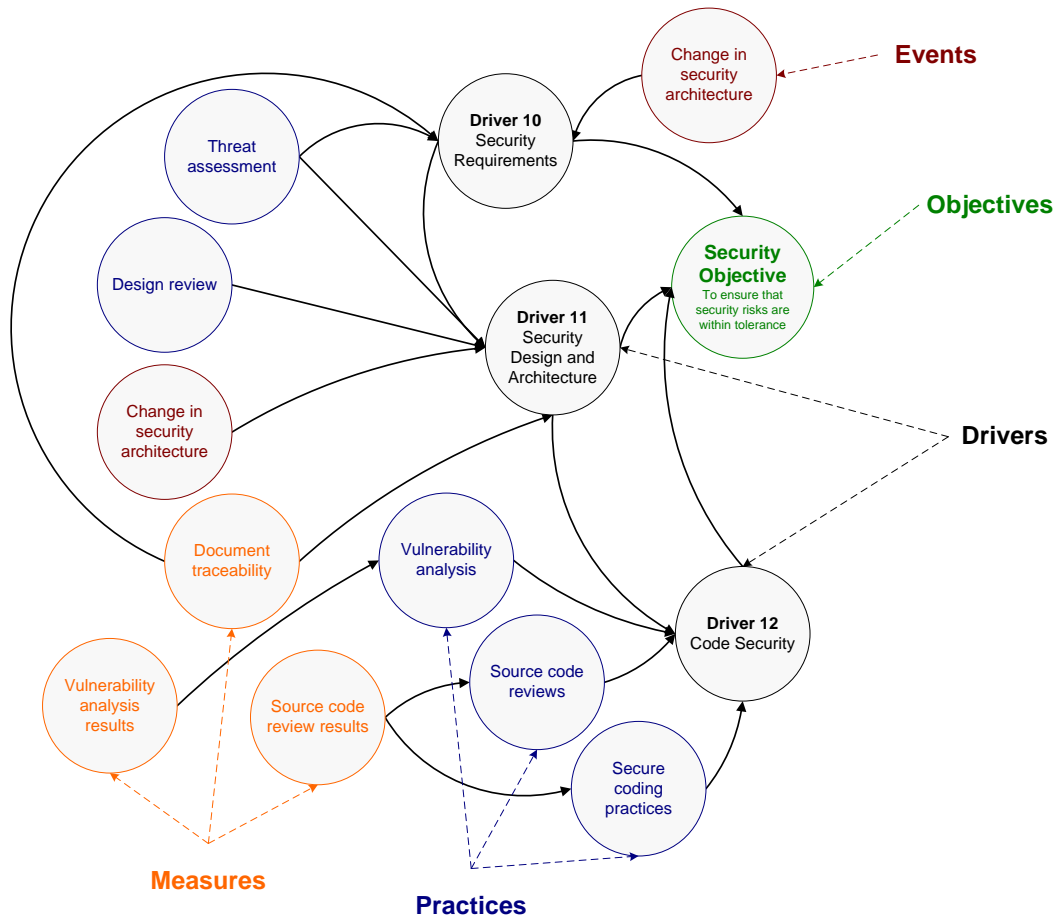 Change in
security
architecture
Events
Driver 10
Security
Requirements
Threat
assessment
Objectives
Security
Objective
To ensure that
security risks are
within tolerance
Design review
Driver 11
Security
Design and
Architecture
Change in
security
architecture
Drivers
Document
traceability
Vulnerability
analysis
Driver 12
Code Security
Vulnerability
analysis
results
Source code
review results
Source code
reviews
Secure
coding
practices
Measures
Practices